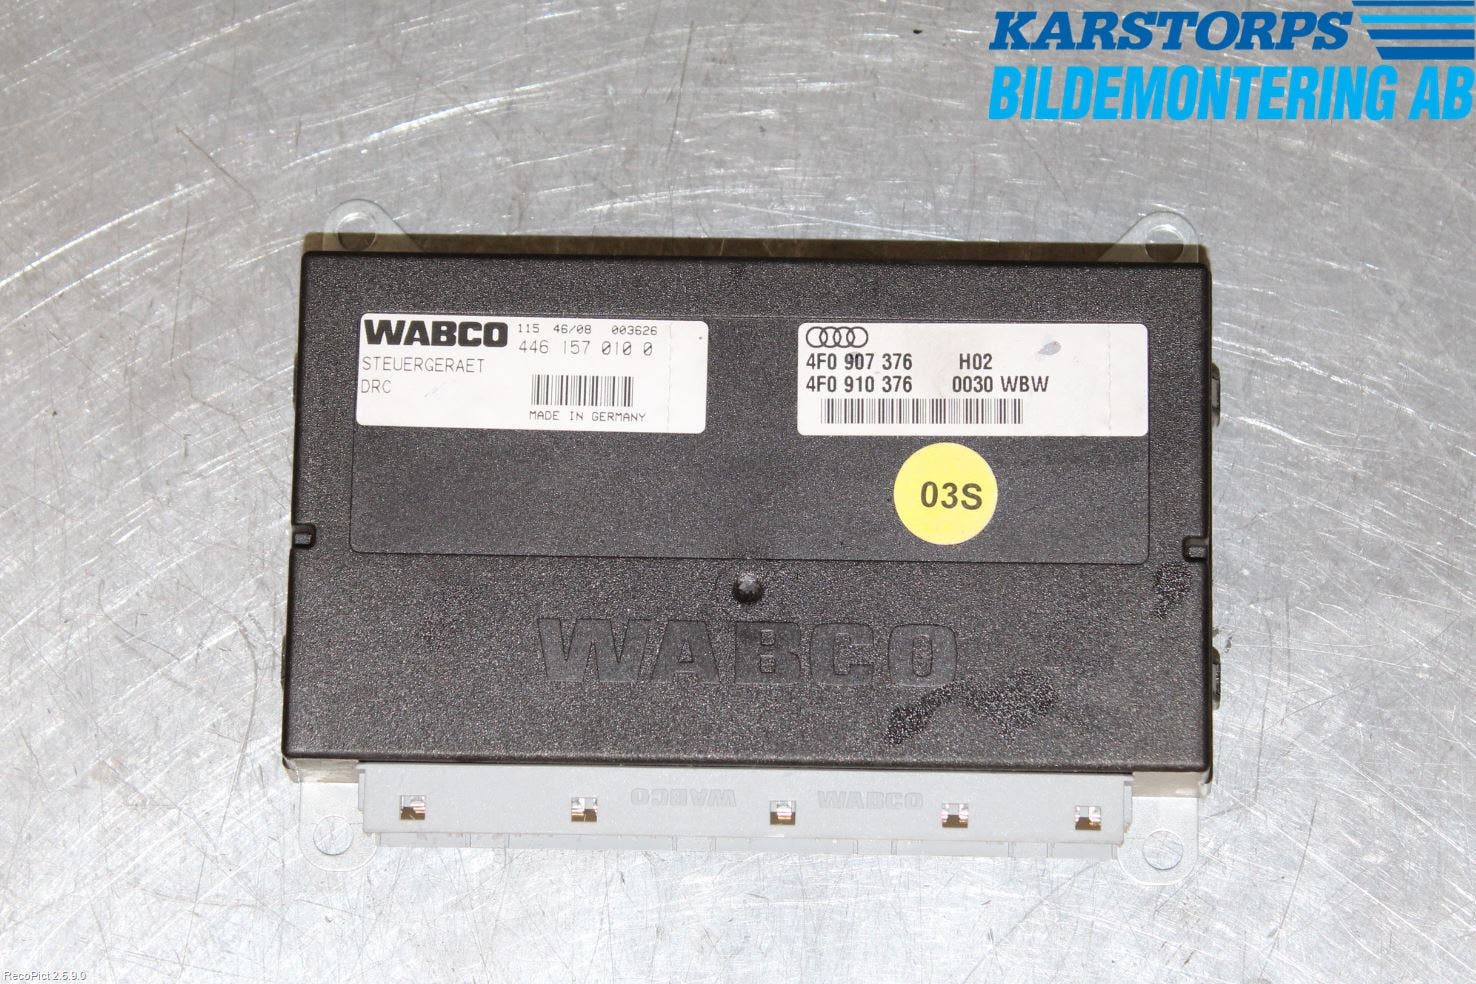 KARSTORPS
BILDEMONTERING AB
WABCO 115 46/08 003626
446 157 010 0
STEUERGERAET
DRC
MADE IN GERMANY
4F0 907 376 H02
4F0 910 376 0030 WBW
03S
WABCO
WABCO WABCO
RecoPict 2.5.9.0